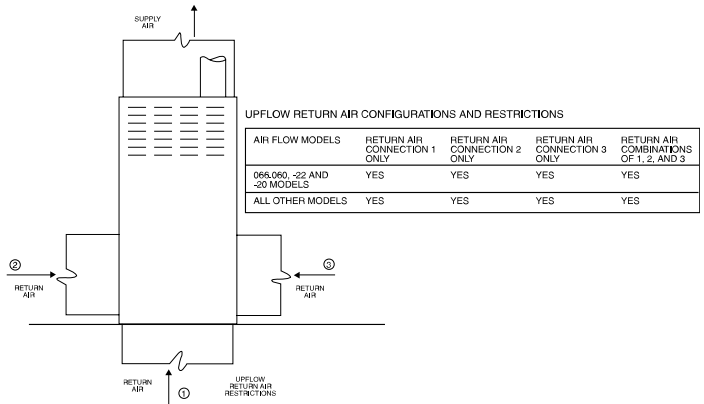 SUPPLY
AIR
UPFLOW RETURN AIR CONFIGURATIONS AND RESTRICTIONS
AIR FLOW MODELS
RETURN AIR
CONNECTION 1
ONLY
RETURN AIR
CONNECTION 2
ONLY
RETURN AIR
CONNECTION 3
ONLY
RETURN AIR
COMBINATIONS
OF 1, 2, AND 3
066,060, -22 AND
-20 MODELS
YES
YES
YES
YES
ALL OTHER MODELS
YES
YES
YES
YES
②
RETURN
AIR
③
RETURN
AIR
RETURN
AIR
①
UPFLOW
RETURN AIR
RESTRICTIONS